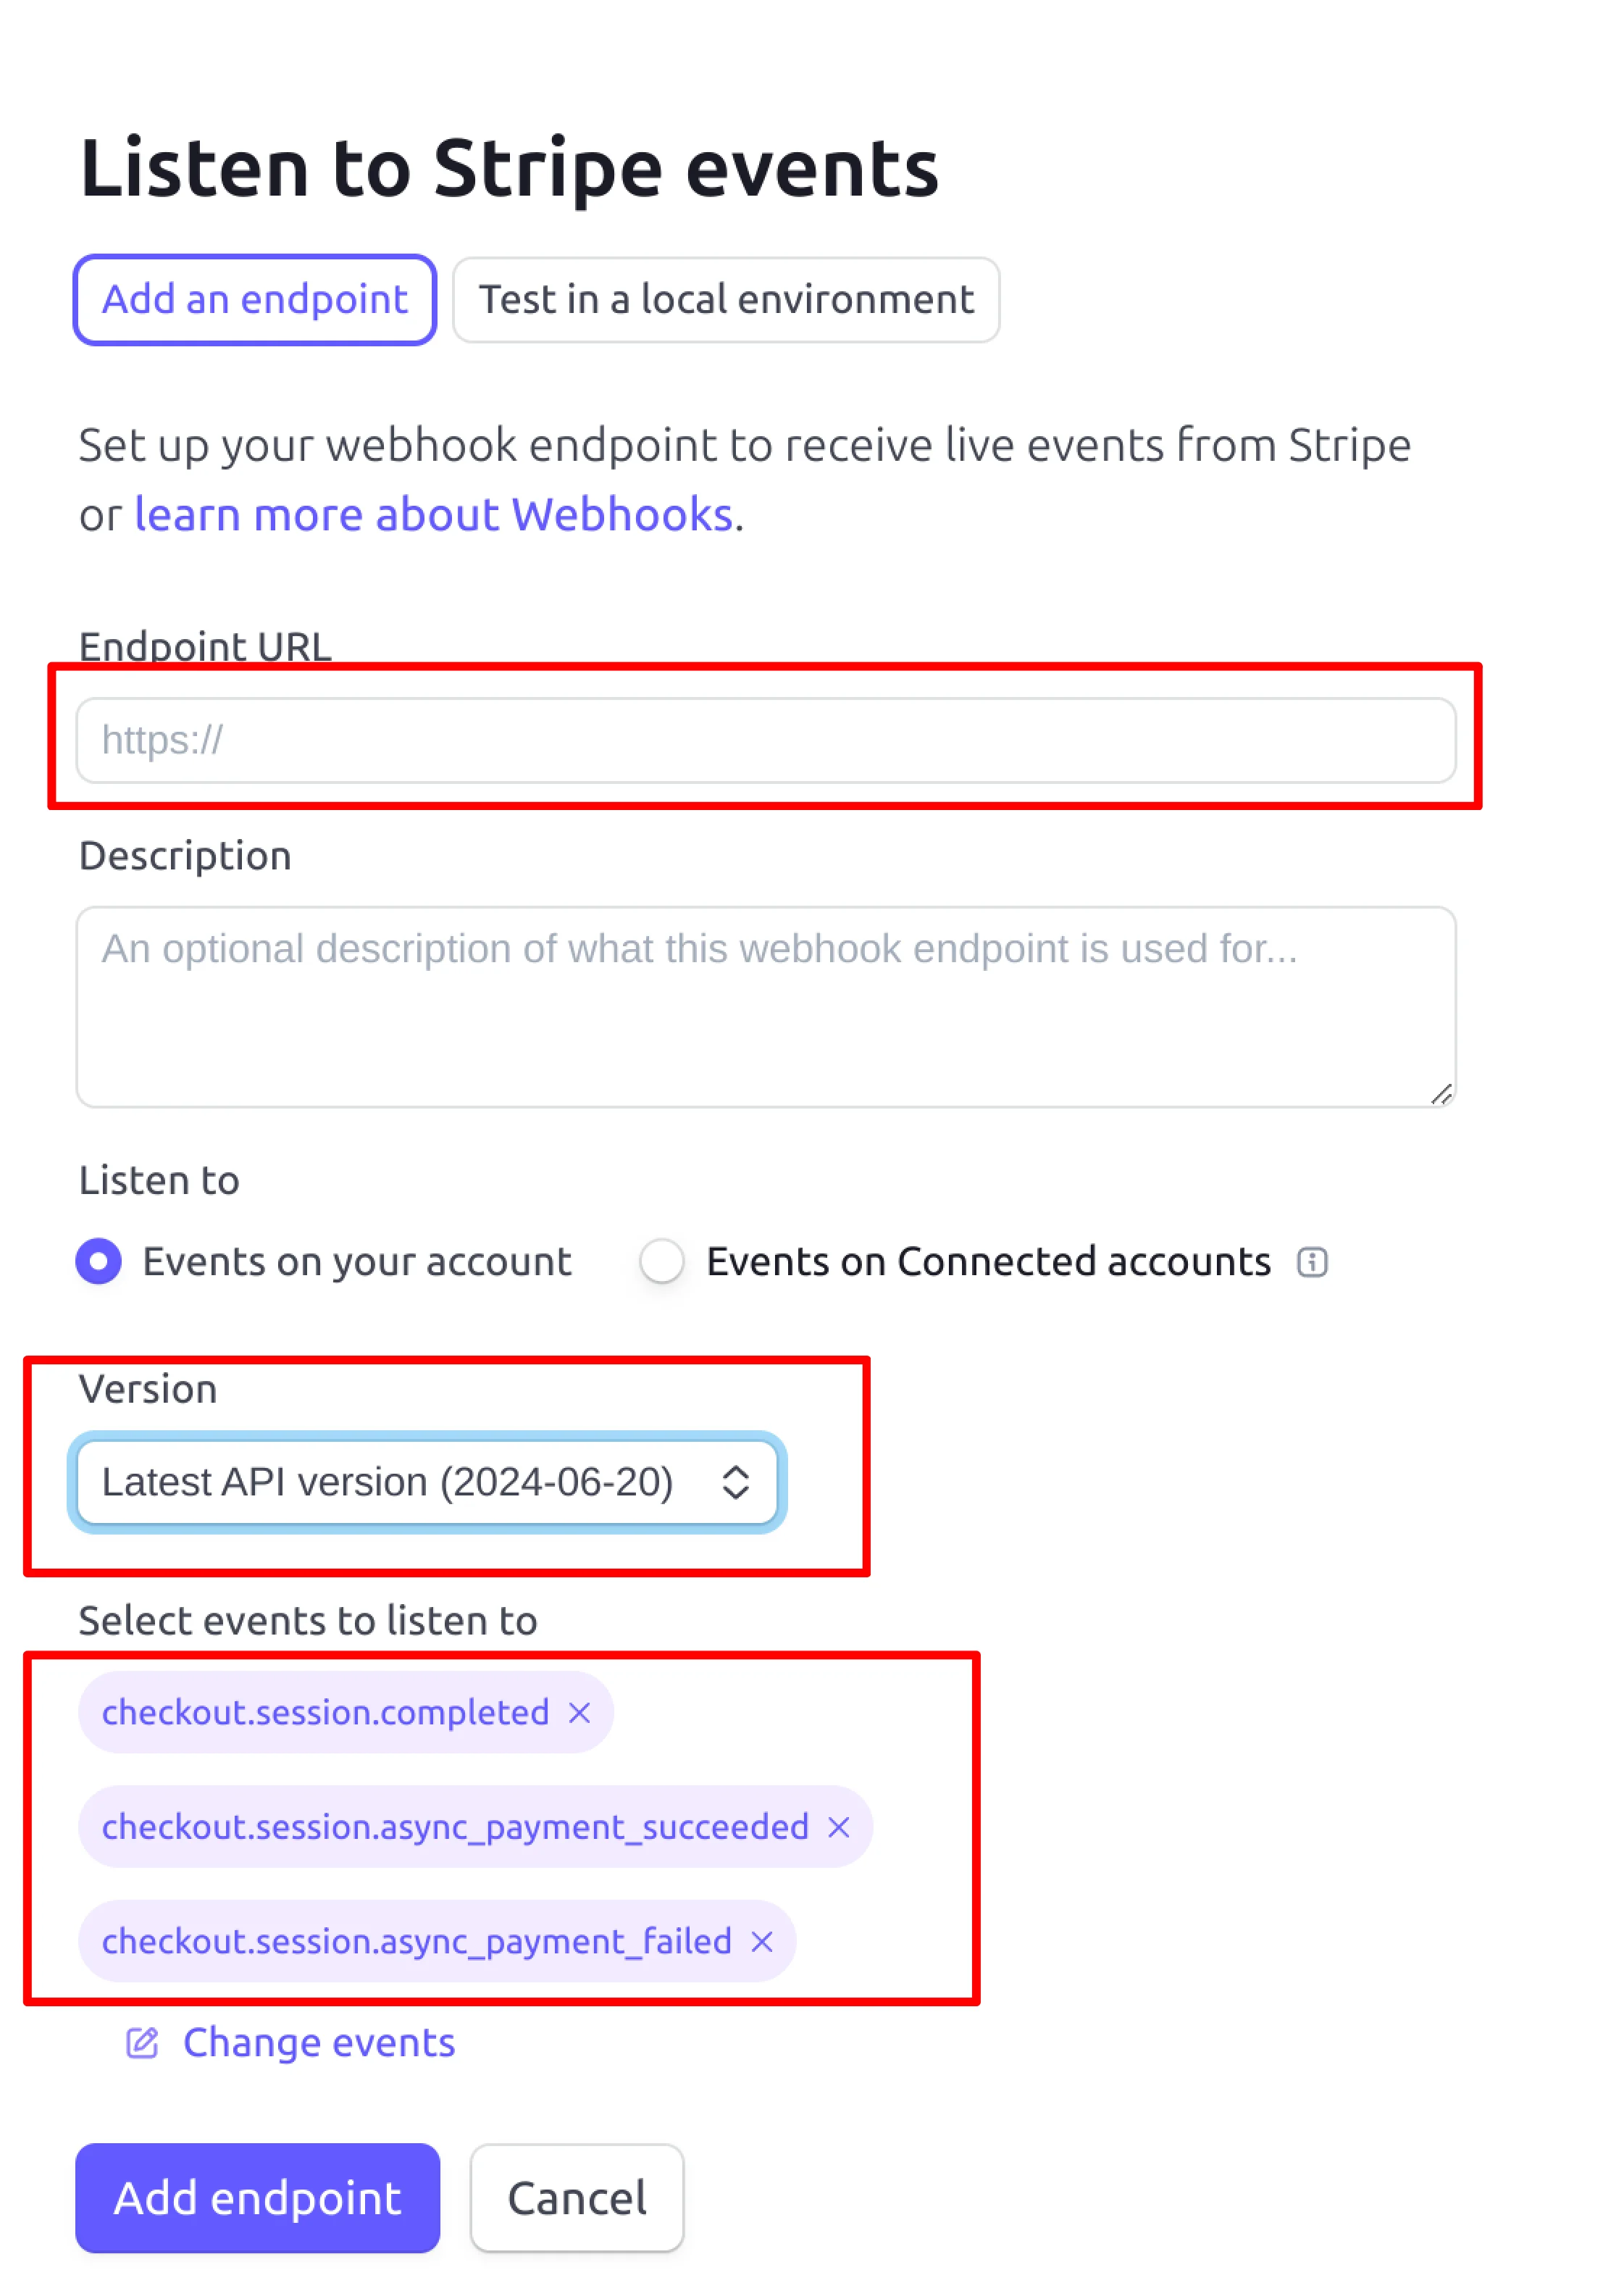 Listen to Stripe events
Add an endpoint
Test in a local environment
Set up your webhook endpoint to receive live events from Stripe
or learn more about Webhooks.
Endpoint URL
https://
Description
An optional description of what this webhook endpoint is used for...
Listen to
Events on your account
Events on Connected accounts
Version
Latest API version (2024-06-20)
Select events to listen to
checkout.session.completed
checkout.session.async_payment_succeeded
checkout.session.async_payment_failed
Change events
Add endpoint
Cancel